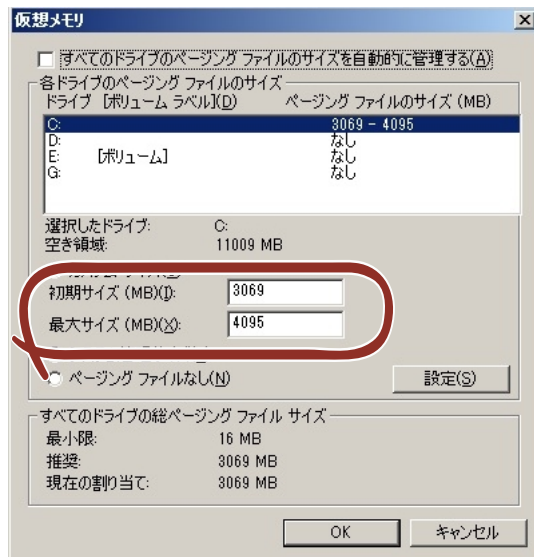 仮想メモリ
すべてのドライブのページング ファイルのサイズを自動的に管理する(A)
各ドライブのページング ファイルのサイズ
ドライブ [ボリューム ラベル](D) ページング ファイルのサイズ (MB)
C: 3069 - 4095
D: なし
E: [ボリューム] なし
G: なし
選択したドライブ: C:
空き領域: 11009 MB
初期サイズ (MB)(I): 3069
最大サイズ (MB)(X): 4095
ページング ファイルなし(N) 設定(S)
すべてのドライブの総ページング ファイル サイズ
最小限: 16 MB
推奨: 3069 MB
現在の割り当て: 3069 MB
OK キャンセル